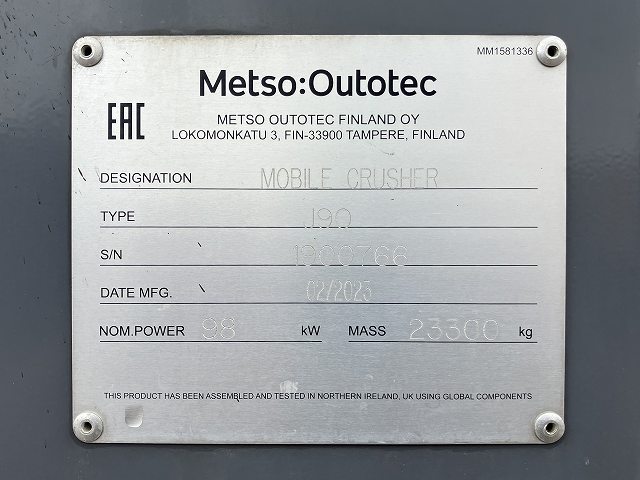 MM1581336
Metso:Outotec
EAC
METSO OUTOTEC FINLAND OY
LOKOMONKATU 3, FIN-33900 TAMPERE, FINLAND
DESIGNATION MOBILE CRUSHER
TYPE J90
S/N 1900766
DATE MFG. 02/2023
NOM.POWER 98 kW MASS 23300 kg
THIS PRODUCT HAS BEEN ASSEMBLED AND TESTED IN NORTHERN IRELAND, UK USING GLOBAL COMPONENTS